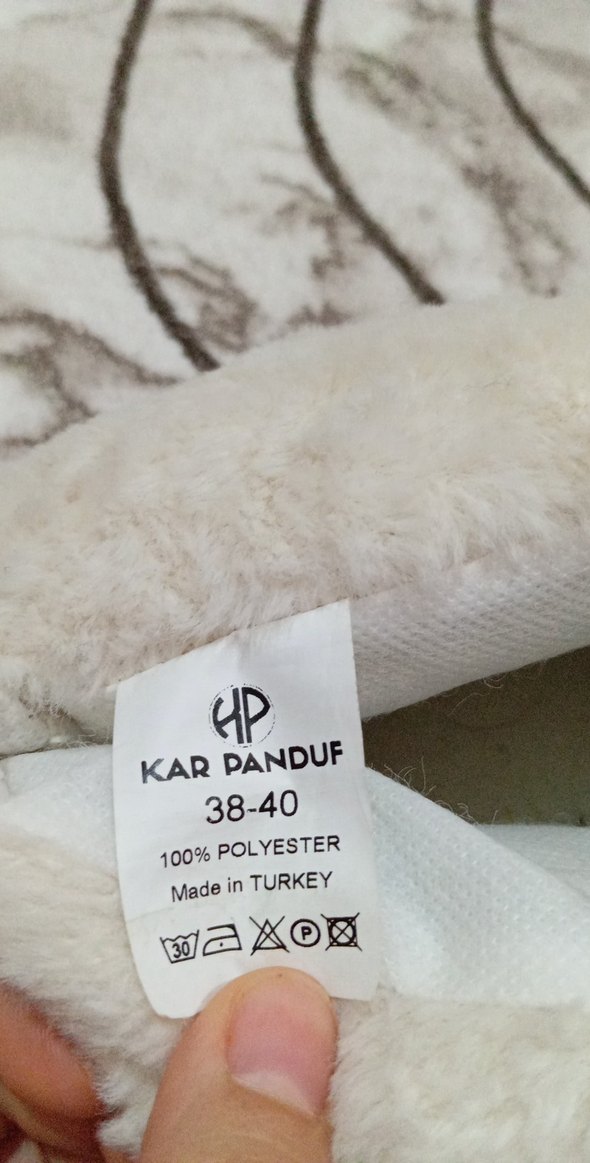 HP
KAR PANDUF
38-40
100% POLYESTER
Made in TURKEY
30 P